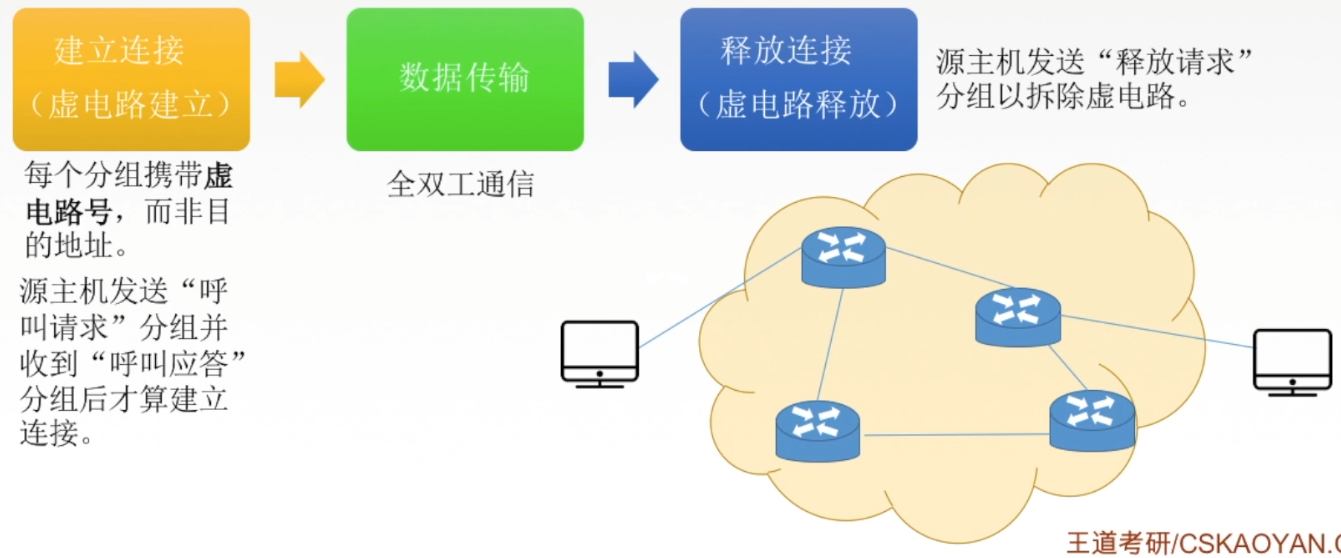 建立连接
（虚电路建立）
数据传输
释放连接
（虚电路释放）
源主机发送“释放请求”
分组以拆除虚电路。
每个分组携带虚
电路号，而非目
的地址。
全双工通信
源主机发送“呼
叫请求”分组并
收到“呼叫应答”
分组后才算建立
连接。
王道考研/CSKAOYAN.C